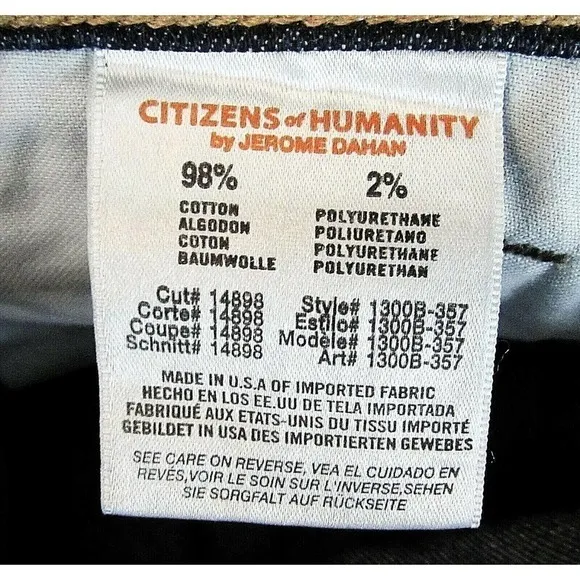 CITIZENS of HUMANITY
by JEROME DAHAN
98% 2%
COTTON POLYURETHANE
ALGODON POLIURETANO
COTON POLYURETHANE
BAUMWOLLE POLYURETHAN
Cut# 14898 Style# 1300B-357
Corte# 14898 Estilo# 1300B-357
Coupe# 14898 Modele# 1300B-357
Schnitt# 14898 Art# 1300B-357
MADE IN U.S.A OF IMPORTED FABRIC
HECHO EN LOS EE.UU DE TELA IMPORTADA
FABRIQUÉ AUX ETATS-UNIS DU TISSU IMPORTÉ
GEBILDET IN USA DES IMPORTIERTEN GEWEBES
SEE CARE ON REVERSE, VEA EL CUIDADO EN
REVÉS,VOIR LE SOIN SUR L'INVERSE,SEHEN
SIE SORGFALT AUF RÜCKSEITE